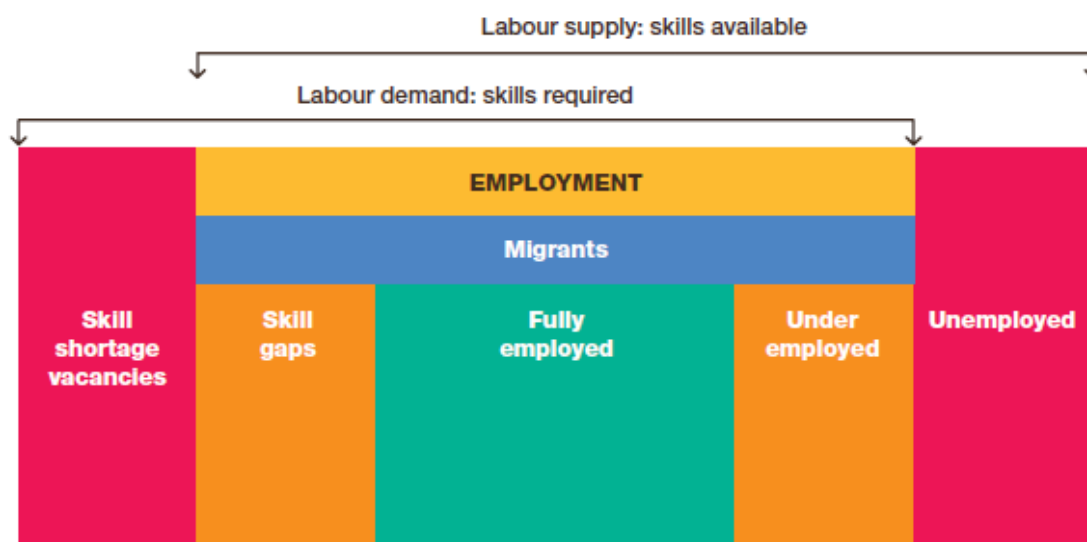 Labour supply: skills available
Labour demand: skills required
EMPLOYMENT
Migrants
Skill
shortage
vacancies
Skill
gaps
Fully
employed
Under
employed
Unemployed